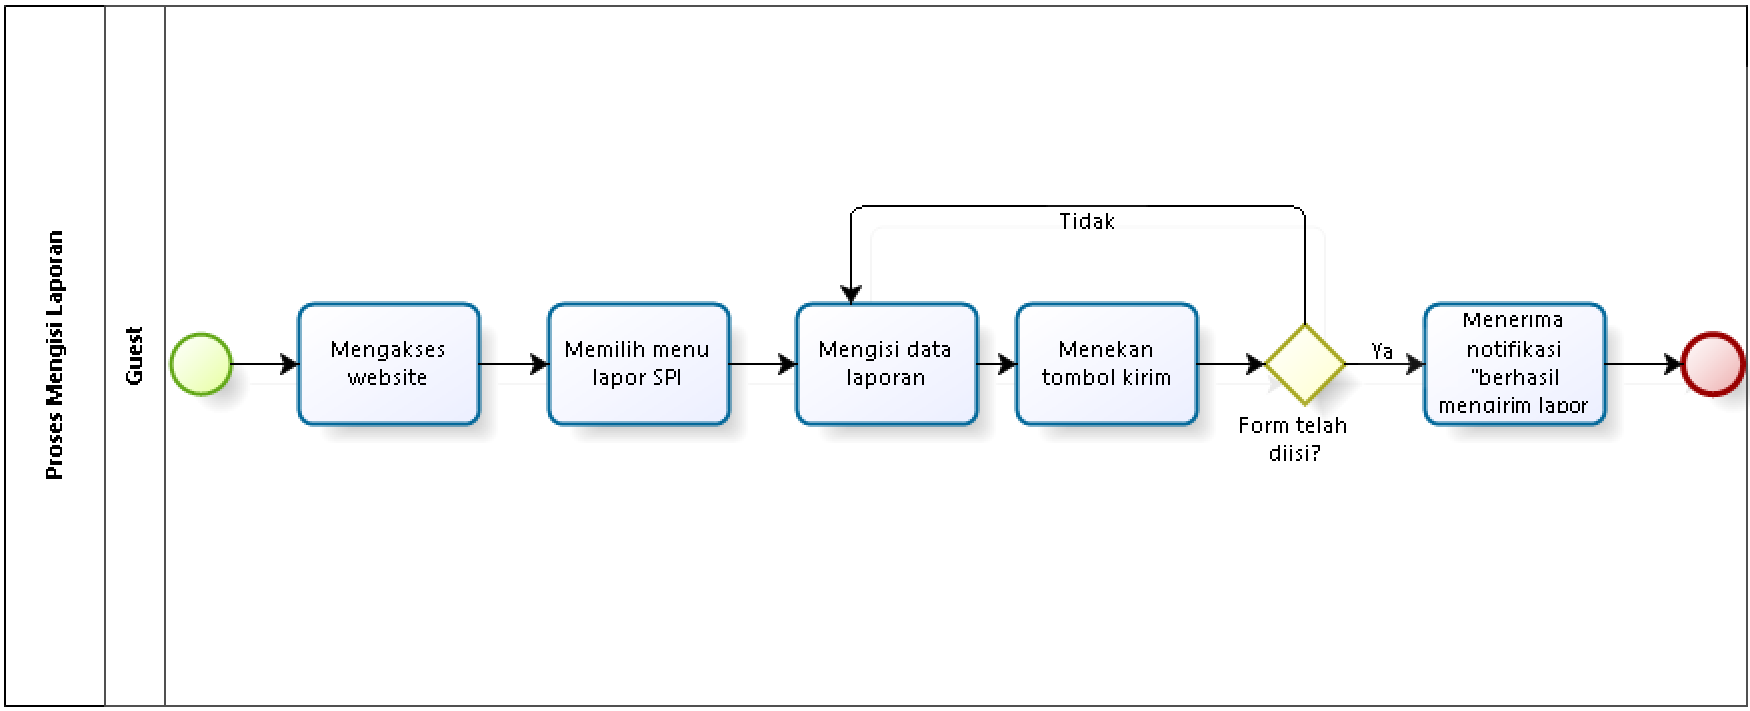 Proses Mengisi Laporan
Guest
Mengakses
website
Memilih menu
lapor SPI
Mengisi data
laporan
Menekan
tombol kirim
Tidak
Form telah
diisi?
Ya
Menerima
notifikasi
"berhasil
mengirim lapor